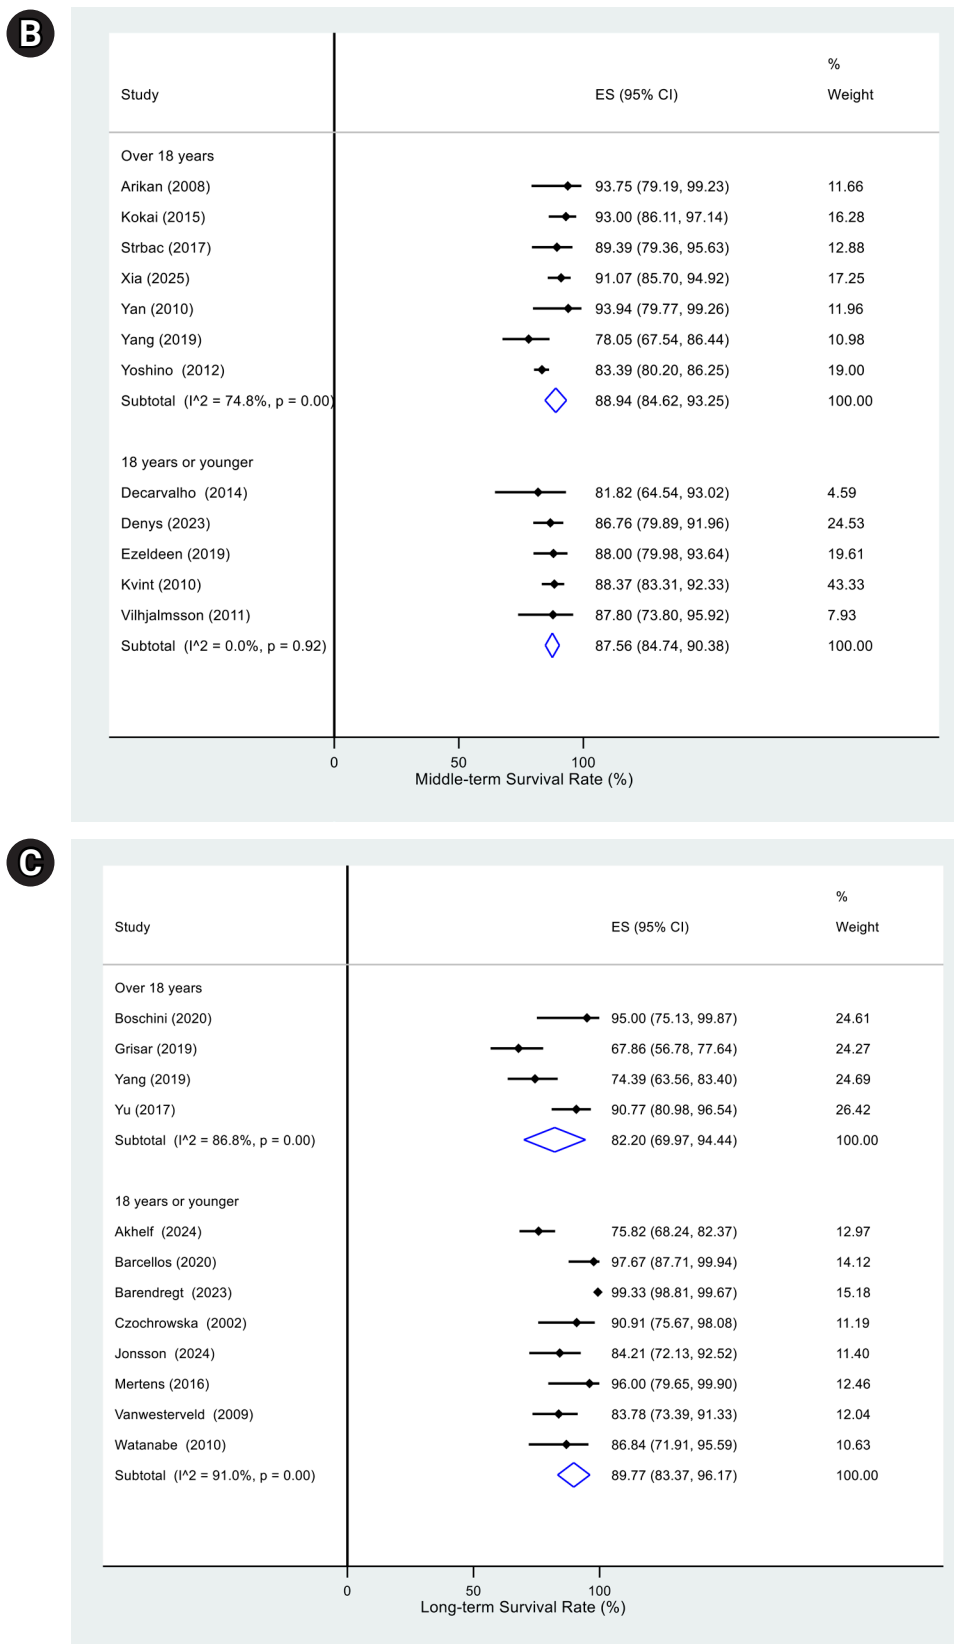 B
%
Study ES (95% CI) Weight
Over 18 years
Arikan (2008) 93.75 (79.19, 99.23) 11.66
Kokai (2015) 93.00 (86.11, 97.14) 16.28
Strbac (2017) 89.39 (79.36, 95.63) 12.88
Xia (2025) 91.07 (85.70, 94.92) 17.25
Yan (2010) 93.94 (79.77, 99.26) 11.96
Yang (2019) 78.05 (67.54, 86.44) 10.98
Yoshino (2012) 83.39 (80.20, 86.25) 19.00
Subtotal (I^2 = 74.8%, p = 0.00) 88.94 (84.62, 93.25) 100.00
18 years or younger
Decarvalho (2014) 81.82 (64.54, 93.02) 4.59
Denys (2023) 86.76 (79.89, 91.96) 24.53
Ezeldeen (2019) 88.00 (79.98, 93.64) 19.61
Kvint (2010) 88.37 (83.31, 92.33) 43.33
Vilhjalmsson (2011) 87.80 (73.80, 95.92) 7.93
Subtotal (I^2 = 0.0%, p = 0.92) 87.56 (84.74, 90.38) 100.00
0 50 100
Middle-term Survival Rate (%)
C
%
Study ES (95% CI) Weight
Over 18 years
Boschini (2020) 95.00 (75.13, 99.87) 24.61
Grisar (2019) 67.86 (56.78, 77.64) 24.27
Yang (2019) 74.39 (63.56, 83.40) 24.69
Yu (2017) 90.77 (80.98, 96.54) 26.42
Subtotal (I^2 = 86.8%, p = 0.00) 82.20 (69.97, 94.44) 100.00
18 years or younger
Akhelf (2024) 75.82 (68.24, 82.37) 12.97
Barcellos (2020) 97.67 (87.71, 99.94) 14.12
Barendregt (2023) 99.33 (98.81, 99.67) 15.18
Czochrowska (2002) 90.91 (75.67, 98.08) 11.19
Jonsson (2024) 84.21 (72.13, 92.52) 11.40
Mertens (2016) 96.00 (79.65, 99.90) 12.46
Vanwesterveld (2009) 83.78 (73.39, 91.33) 12.04
Watanabe (2010) 86.84 (71.91, 95.59) 10.63
Subtotal (I^2 = 91.0%, p = 0.00) 89.77 (83.37, 96.17) 100.00
0 50 100
Long-term Survival Rate (%)